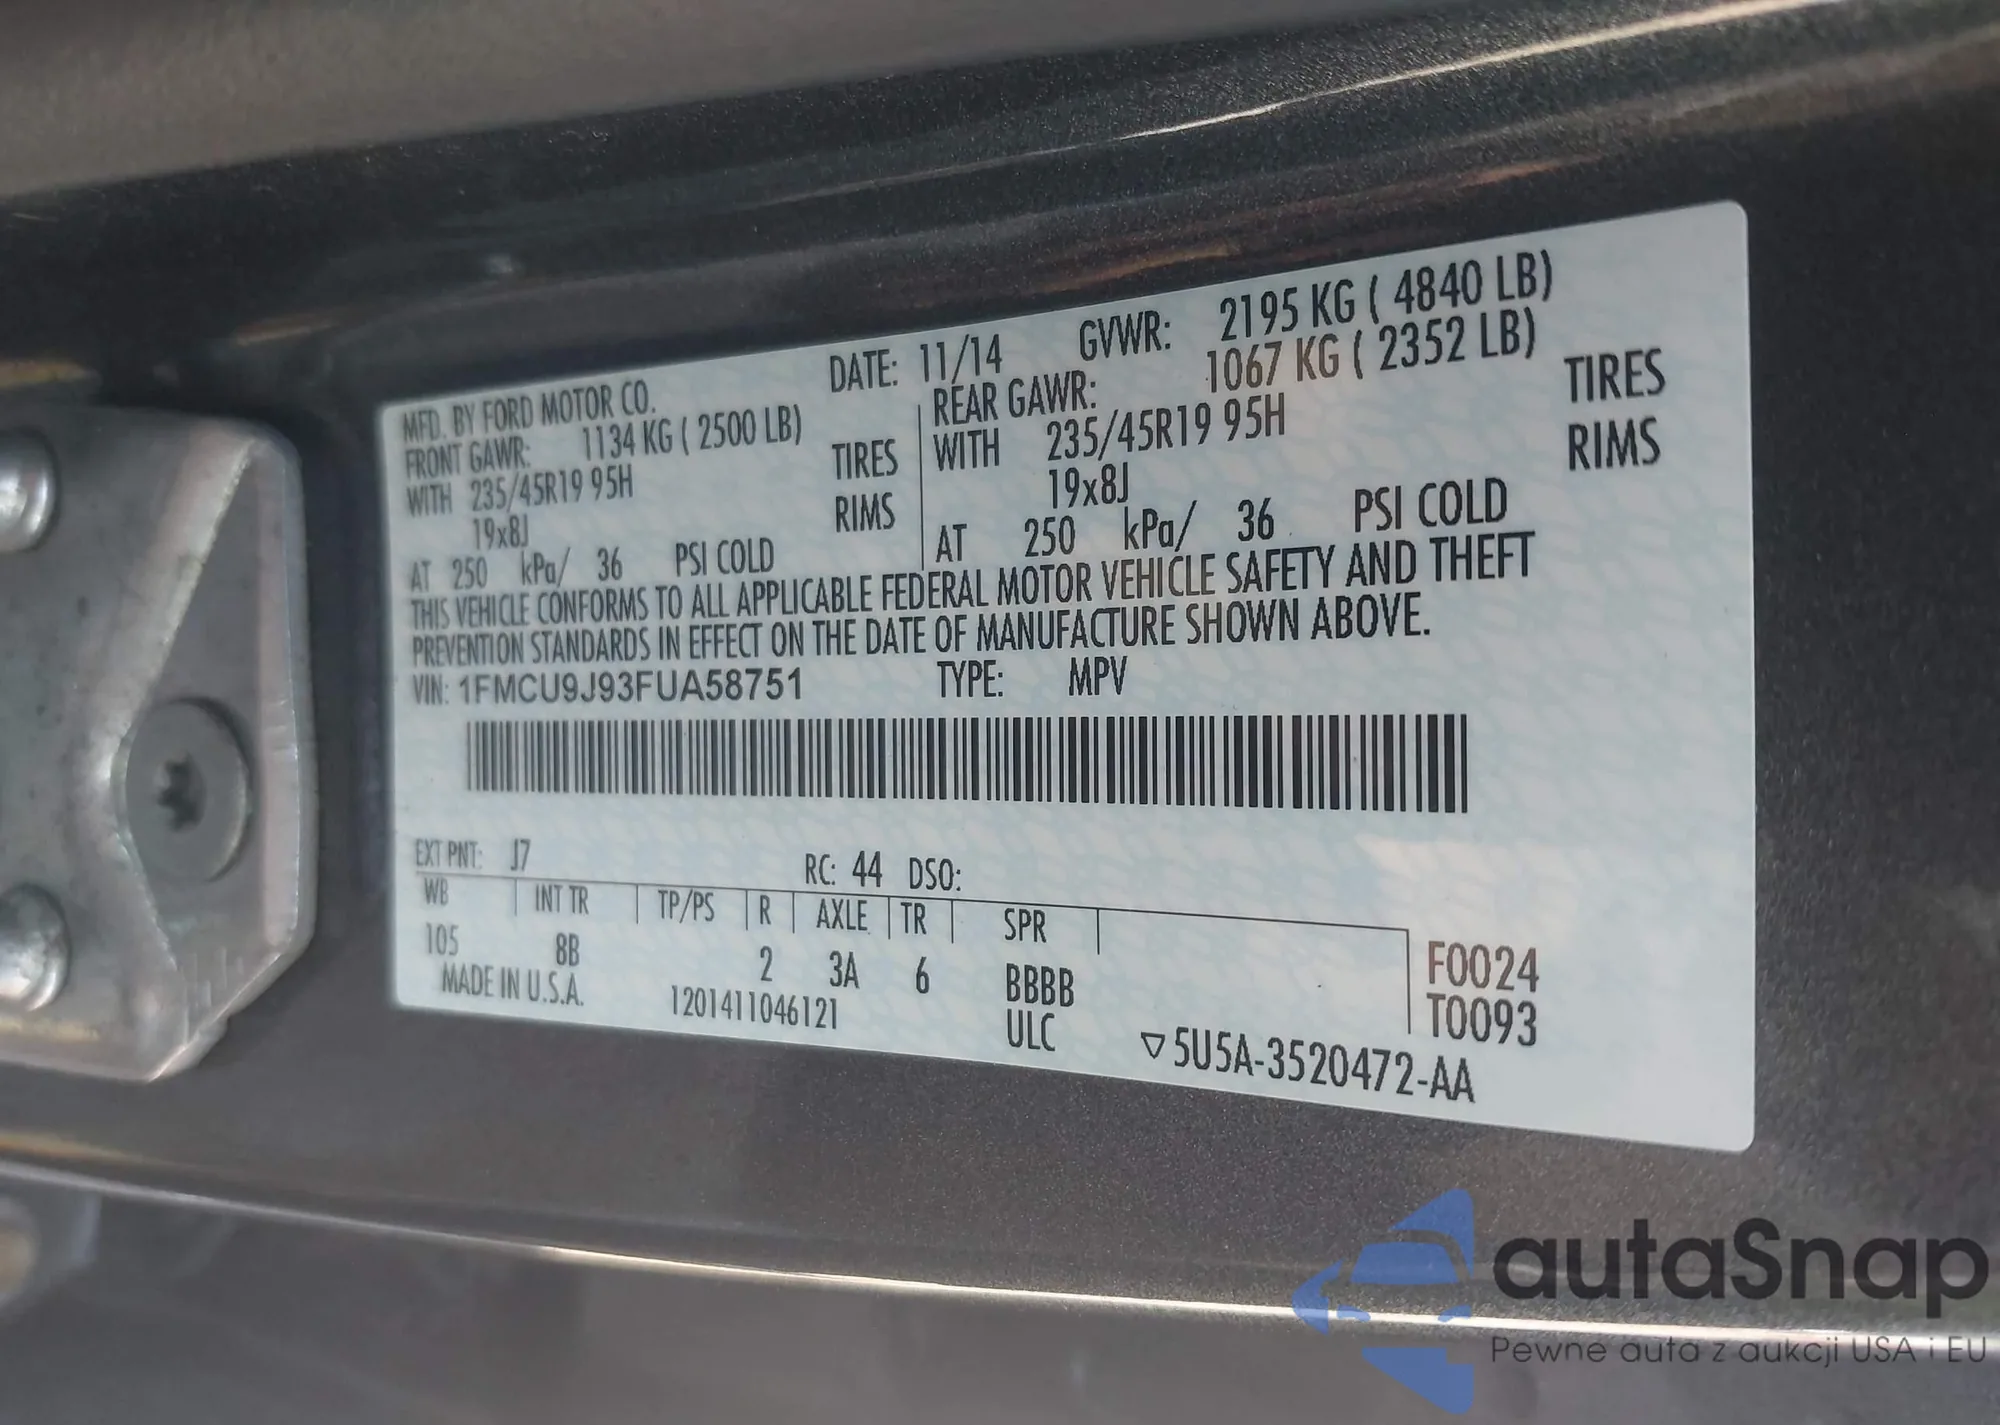 MFD. BY FORD MOTOR CO. DATE: 11/14 GVWR: 2195 KG ( 4840 LB)
FRONT GAWR: 1134 KG ( 2500 LB) REAR GAWR: 1067 KG ( 2352 LB)
WITH 235/45R19 95H TIRES WITH 235/45R19 95H TIRES
19x8J RIMS 19x8J RIMS
AT 250 kPa/ 36 PSI COLD AT 250 kPa/ 36 PSI COLD
THIS VEHICLE CONFORMS TO ALL APPLICABLE FEDERAL MOTOR VEHICLE SAFETY AND THEFT
PREVENTION STANDARDS IN EFFECT ON THE DATE OF MANUFACTURE SHOWN ABOVE.
VIN: 1FMCU9J93FUA58751 TYPE: MPV
EXT PNT: J7 RC: 44 DSO:
WB INT TR TP/PS R AXLE TR SPR
105 8B 2 3A 6 BBBB F0024
MADE IN U.S.A. 1201411046121 ULC T0093
▽5U5A-3520472-AA
autaSnap
Pewne auta z aukcji USA i EU